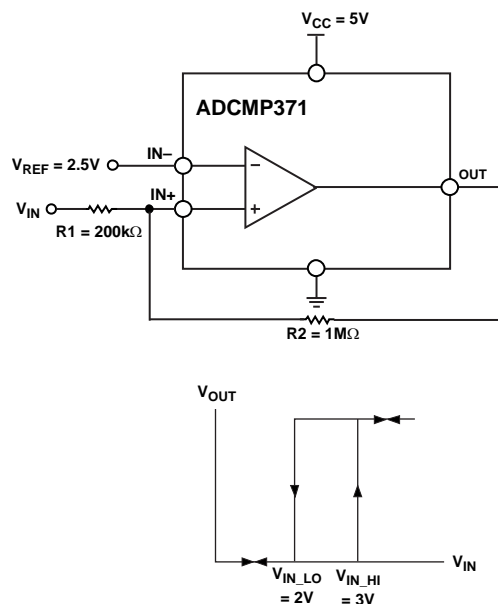 V_CC = 5V
ADCMP371
IN–
OUT
V_REF = 2.5V
−
IN+
V_IN
+
R1 = 200kΩ
R2 = 1MΩ
V_OUT
V_IN_LO = 2V
V_IN_HI = 3V
V_IN